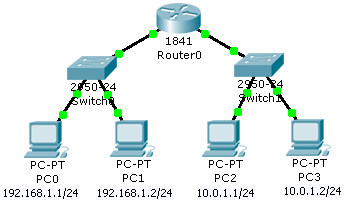 1841
Router0
2950-24
Switch0
2950-24
Switch1
PC-PT
PC0
192.168.1.1/24
PC-PT
PC1
192.168.1.2/24
PC-PT
PC2
10.0.1.1/24
PC-PT
PC3
10.0.1.2/24